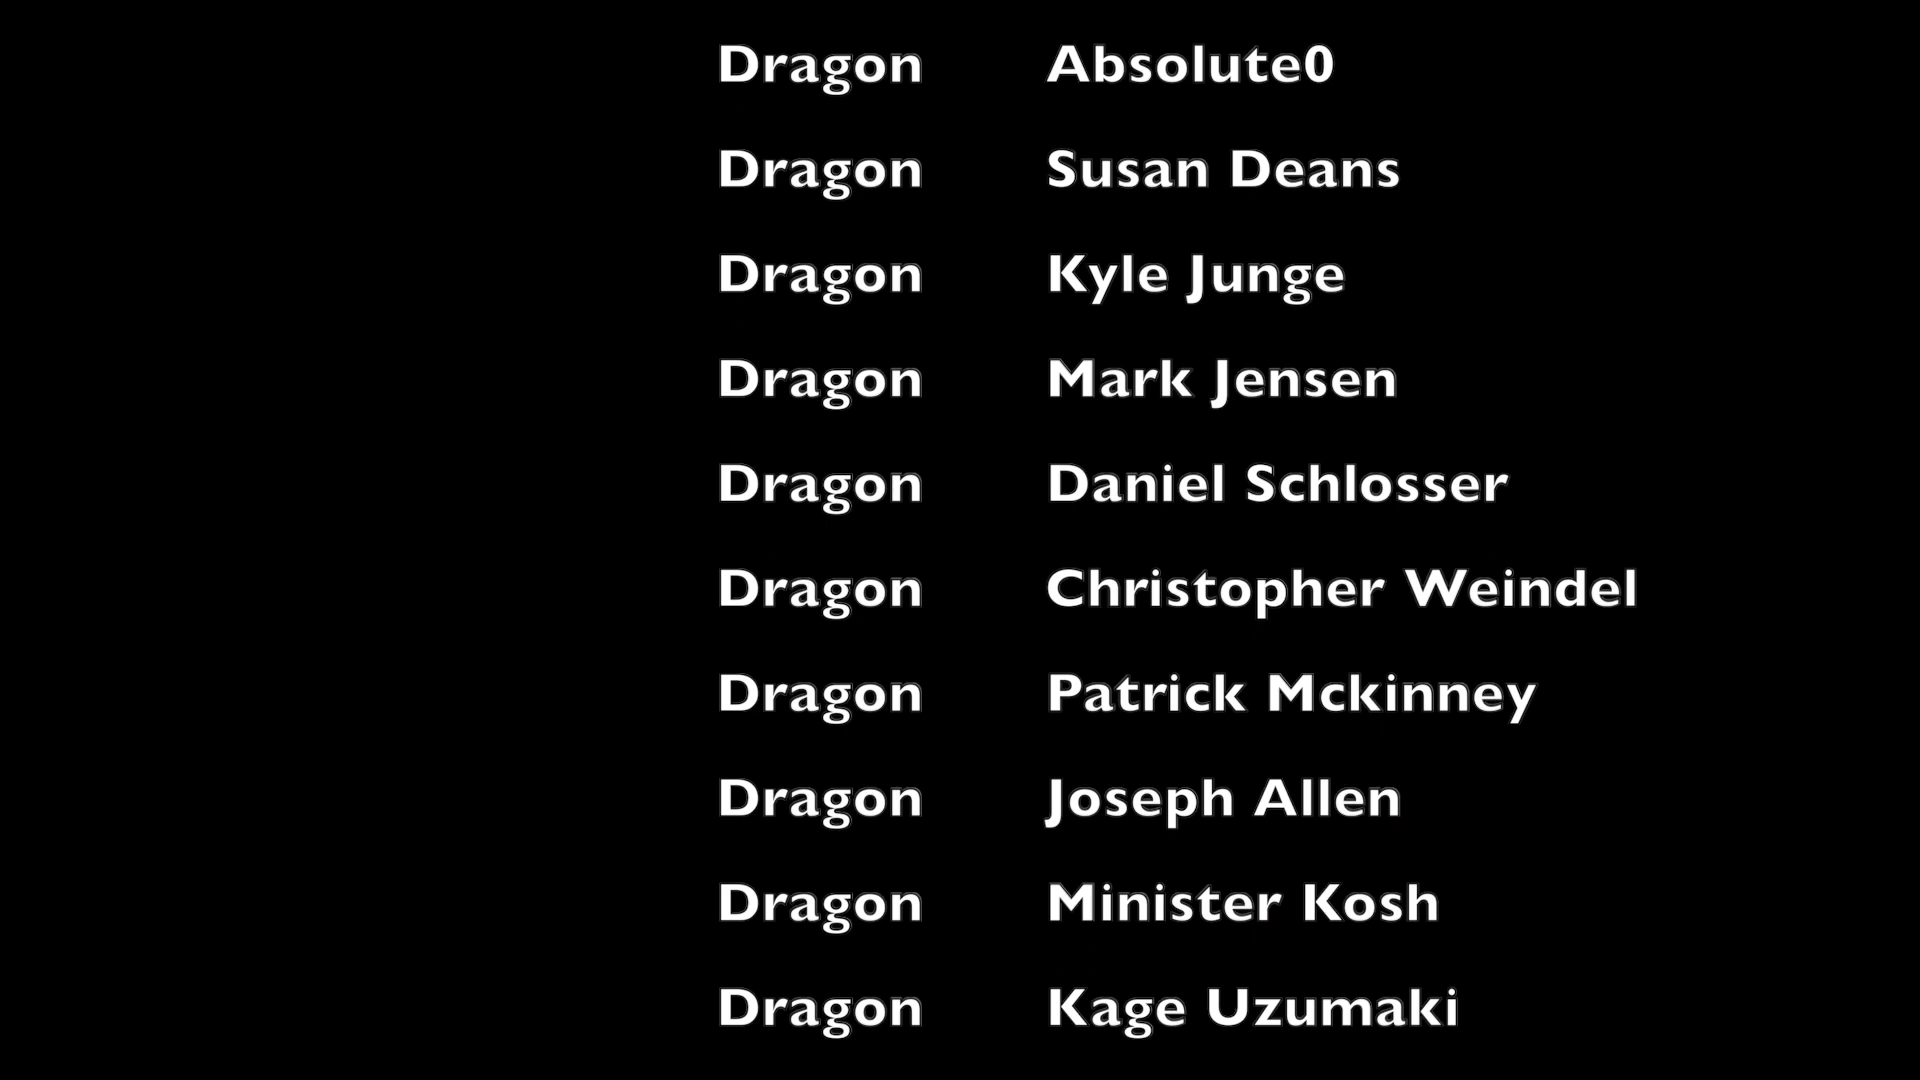 Dragon Absolute0
Dragon Susan Deans
Dragon Kyle Junge
Dragon Mark Jensen
Dragon Daniel Schlosser
Dragon Christopher Weindel
Dragon Patrick Mckinney
Dragon Joseph Allen
Dragon Minister Kosh
Dragon Kage Uzumaki